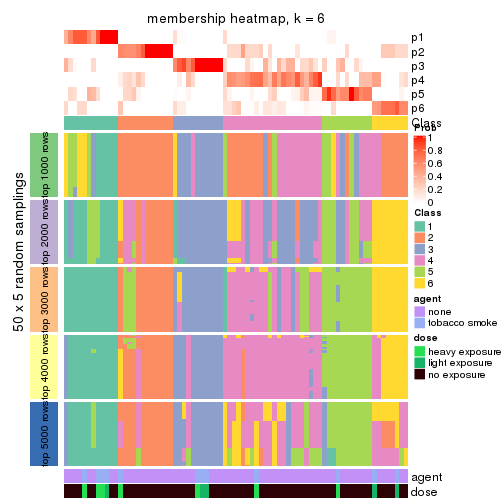 membership heatmap, k = 6
p1
p2
p3
p4
p5
p6
Class
50 x 5 random samplings
top 1000 rows
top 2000 rows
top 3000 rows
top 4000 rows
top 5000 rows
agent
dose
Prob
1
0.8
0.6
0.4
0.2
0
Class
1
2
3
4
5
6
agent
none
tobacco smoke
dose
heavy exposure
light exposure
no exposure